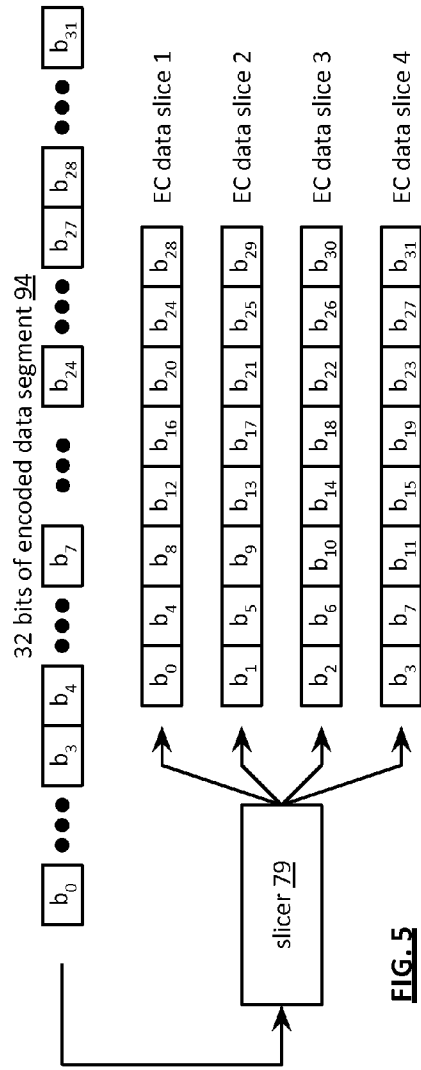 32 bits of encoded data segment 94
b0 ●●● b3 b4 ●●● b7 ●●● b24 ●●● b27 b28 ●●● b31
b0 b4 b8 b12 b16 b20 b24 b28 EC data slice 1
b1 b5 b9 b13 b17 b21 b25 b29 EC data slice 2
slicer 79
b2 b6 b10 b14 b18 b22 b26 b30 EC data slice 3
b3 b7 b11 b15 b19 b23 b27 b31 EC data slice 4
FIG. 5